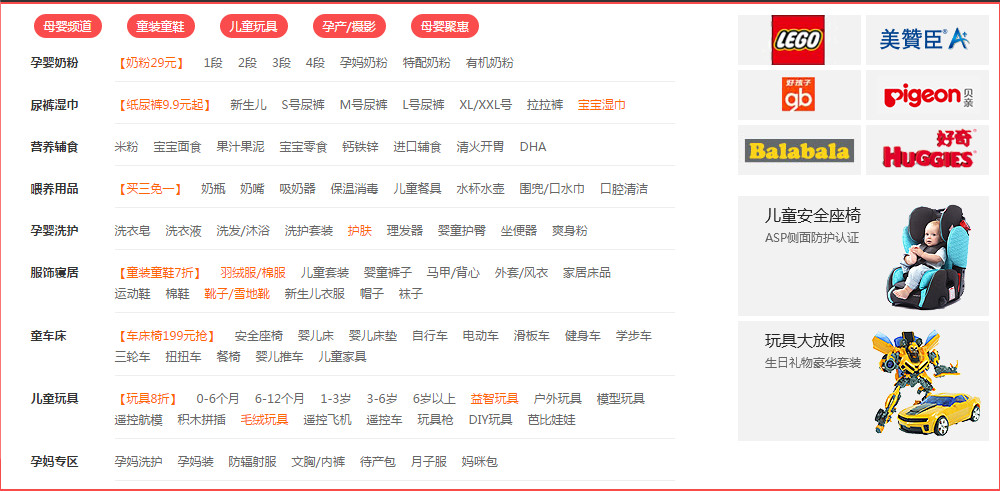 母婴频道 童装童鞋 儿童玩具 孕产/摄影 母婴聚惠
孕婴奶粉 【奶粉29元】 1段 2段 3段 4段 孕妈奶粉 特配奶粉 有机奶粉
尿裤湿巾 【纸尿裤9.9元起】 新生儿 S号尿裤 M号尿裤 L号尿裤 XL/XXL号 拉拉裤 宝宝湿巾
营养辅食 米粉 宝宝面食 果汁果泥 宝宝零食 钙铁锌 进口辅食 清火开胃 DHA
喂养用品 【买三免一】 奶瓶 奶嘴 吸奶器 保温消毒 儿童餐具 水杯水壶 围兜/口水巾 口腔清洁
孕婴洗护 洗衣皂 洗衣液 洗发/沐浴 洗护套装 护肤 理发器 婴童护臀 坐便器 爽身粉
服饰寝居 【童装童鞋7折】 羽绒服/棉服 儿童套装 婴童裤子 马甲/背心 外套/风衣 家居床品
运动鞋 棉鞋 靴子/雪地靴 新生儿衣服 帽子 袜子
童车床 【车床椅199元抢】 安全座椅 婴儿床 婴儿床垫 自行车 电动车 滑板车 健身车 学步车
三轮车 扭扭车 餐椅 婴儿推车 儿童家具
儿童玩具 【玩具8折】 0-6个月 6-12个月 1-3岁 3-6岁 6岁以上 益智玩具 户外玩具 模型玩具
遥控航模 积木拼插 毛绒玩具 遥控飞机 遥控车 玩具枪 DIY玩具 芭比娃娃
孕妈专区 孕妈洗护 孕妈装 防辐射服 文胸/内裤 待产包 月子服 妈咪包
LEGO
美贊臣 A+
好孩子
gb
pigeon 贝亲
Balabala
好奇
HUGGIES
儿童安全座椅
ASP侧面防护认证
玩具大放假
生日礼物豪华套装